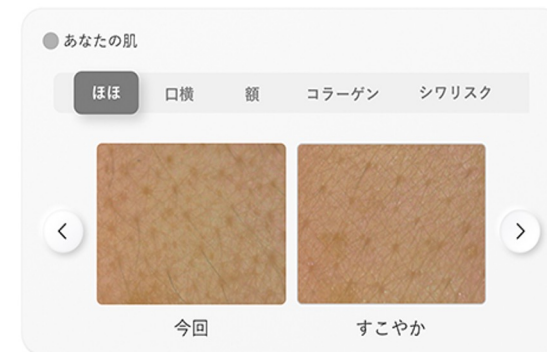 あなたの肌
ほほ 口横 額 コラーゲン シワリスク
今回 すこやか